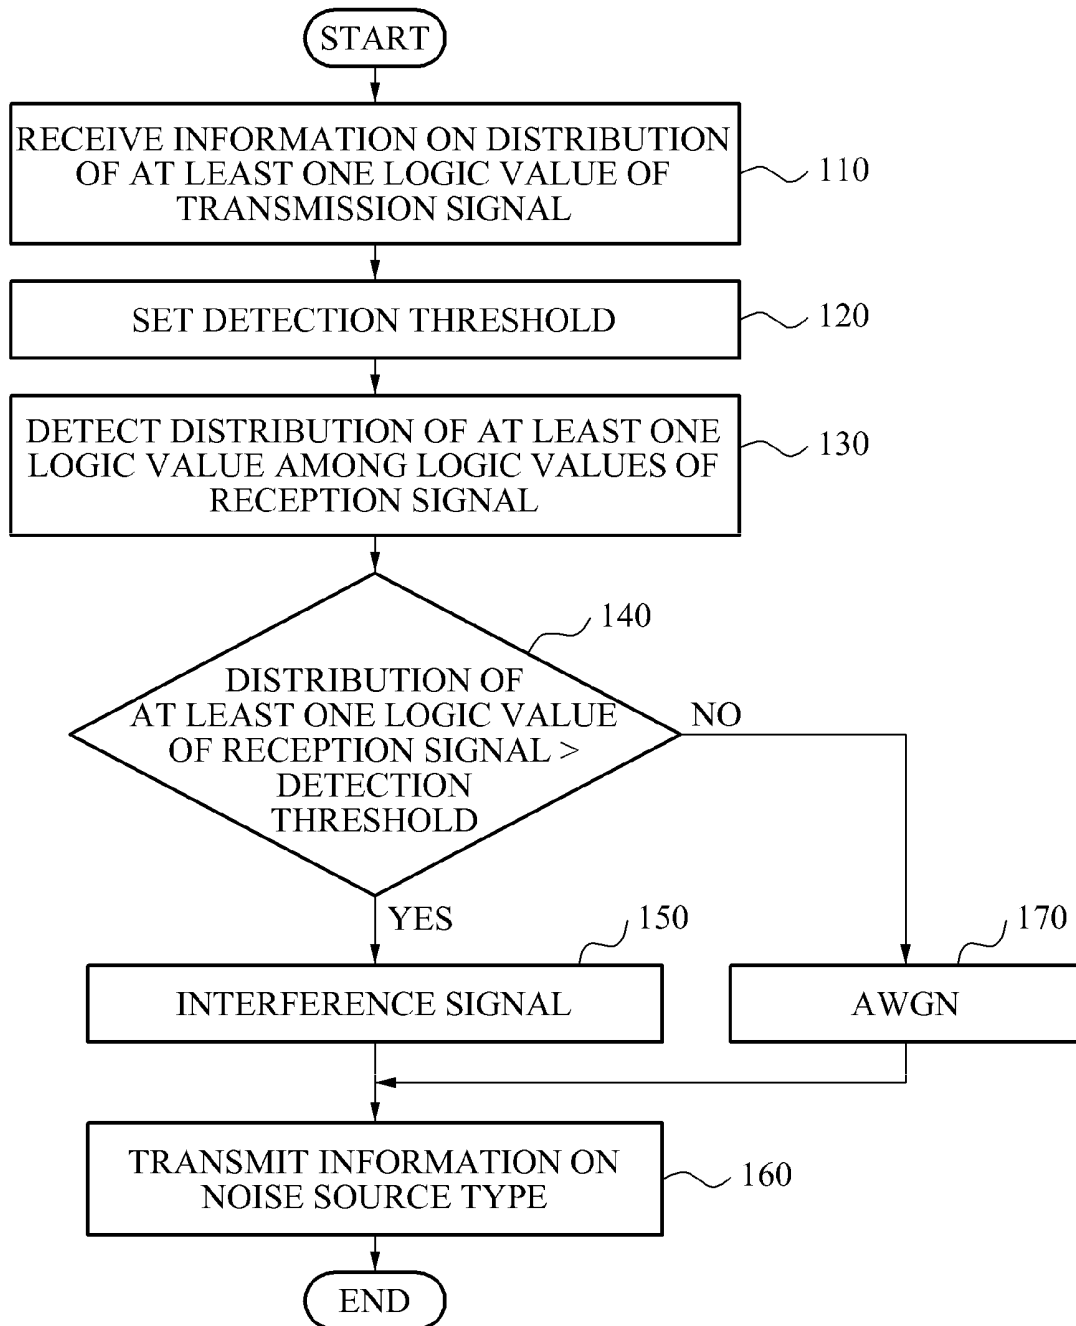 START
RECEIVE INFORMATION ON DISTRIBUTION
OF AT LEAST ONE LOGIC VALUE OF
TRANSMISSION SIGNAL
110
SET DETECTION THRESHOLD
120
DETECT DISTRIBUTION OF AT LEAST ONE
LOGIC VALUE AMONG LOGIC VALUES OF
RECEPTION SIGNAL
130
140
DISTRIBUTION OF
AT LEAST ONE LOGIC VALUE
OF RECEPTION SIGNAL >
DETECTION
THRESHOLD
NO
YES
150
170
INTERFERENCE SIGNAL
AWGN
TRANSMIT INFORMATION ON
NOISE SOURCE TYPE
160
END